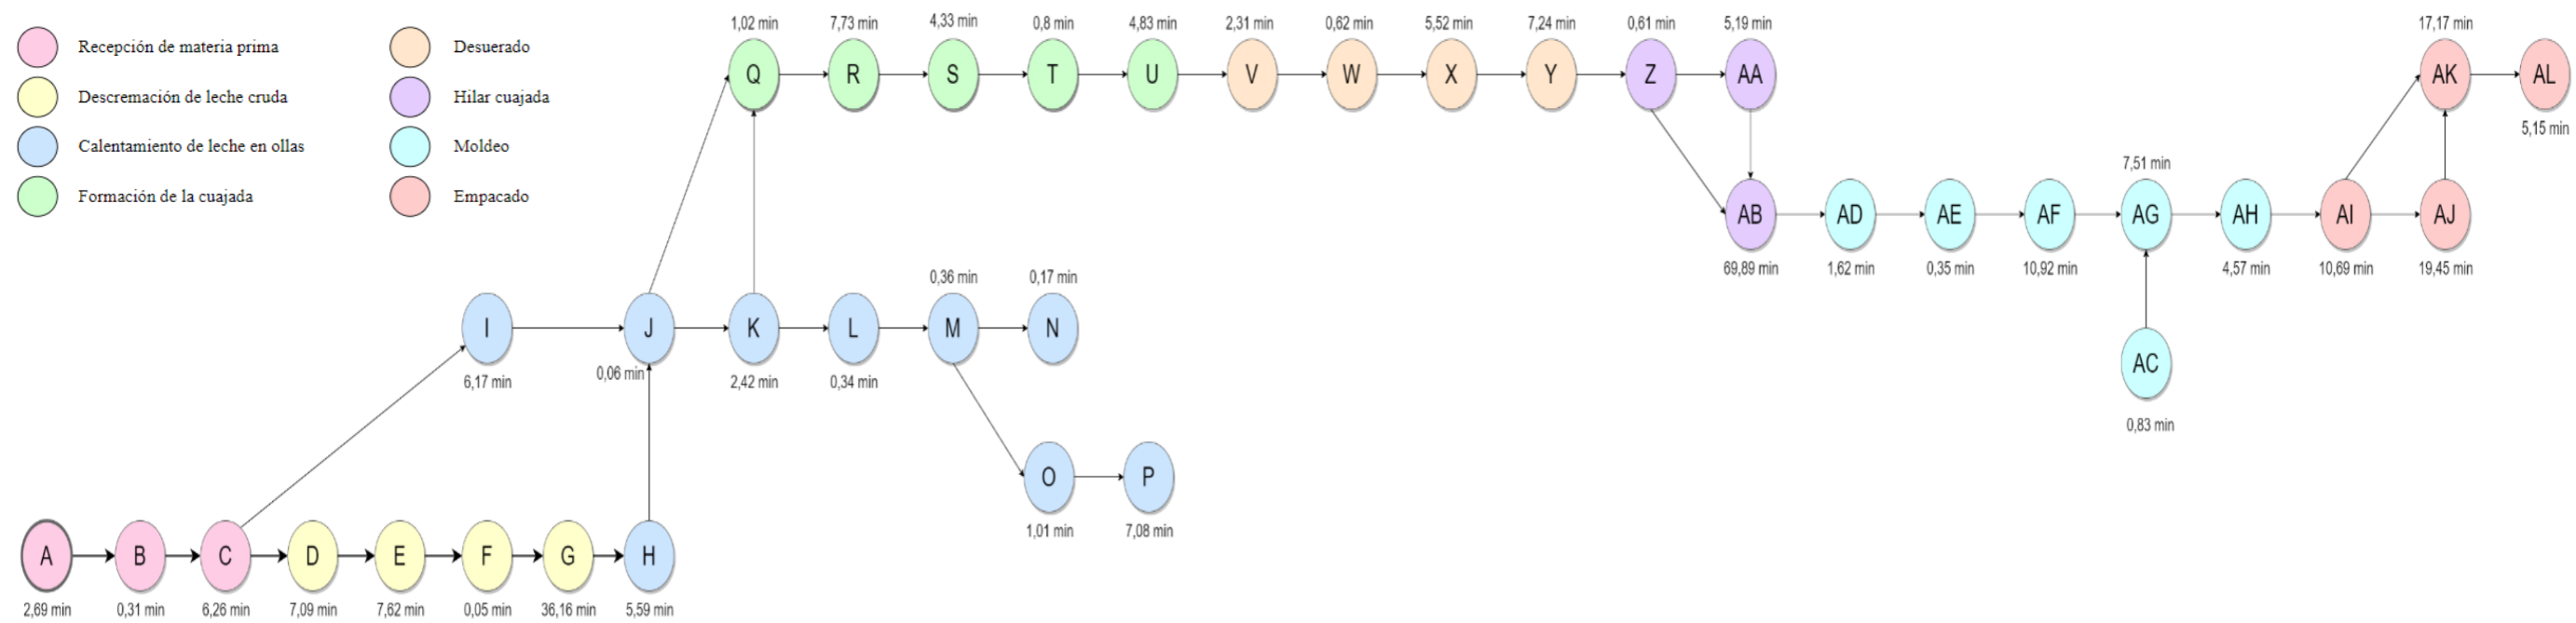 Recepción de materia prima
Descremación de leche cruda
Calentamiento de leche en ollas
Formación de la cuajada
Desuerado
Hilar cuajada
Moldeo
Empacado
1,02 min
7,73 min
4,33 min
0,8 min
4,83 min
2,31 min
0,62 min
5,52 min
7,24 min
0,61 min
5,19 min
17,17 min
Q
R
S
T
U
V
W
X
Y
Z
AA
AK
AL
5,15 min
7,51 min
AB
AD
AE
AF
AG
AH
AI
AJ
69,89 min
1,62 min
0,35 min
10,92 min
4,57 min
10,69 min
19,45 min
0,36 min
0,17 min
I
J
K
L
M
N
6,17 min
0,06 min
2,42 min
0,34 min
AC
0,83 min
O
P
1,01 min
7,08 min
A
B
C
D
E
F
G
H
2,69 min
0,31 min
6,26 min
7,09 min
7,62 min
0,05 min
36,16 min
5,59 min